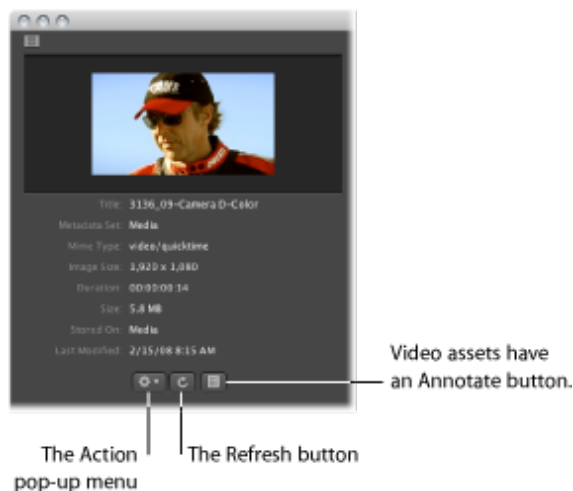 Title: 3136_09-Camera D-Color
Metadata Set: Media
Mime Type: video/quicktime
Image Size: 1,920 x 1,080
Duration: 00:00:00:14
Size: 5.8 MB
Stored On: Media
Last Modified: 2/15/08 8:15 AM
Video assets have
an Annotate button.
The Action
pop-up menu
The Refresh button